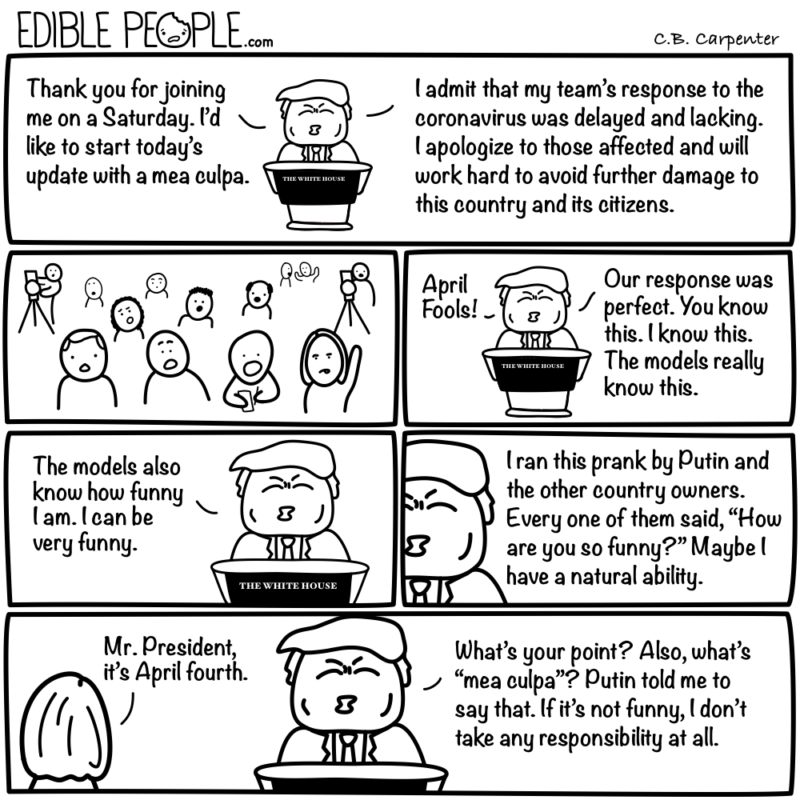 EDIBLE PEOPLE.com
C.B. Carpenter
Thank you for joining
me on a Saturday. I'd
like to start today's
update with a mea culpa.
THE WHITE HOUSE
I admit that my team's response to the
coronavirus was delayed and lacking.
I apologize to those affected and will
work hard to avoid further damage to
this country and its citizens.
April
Fools!
THE WHITE HOUSE
Our response was
perfect. You know
this. I know this.
The models really
know this.
The models also
know how funny
I am. I can be
very funny.
THE WHITE HOUSE
I ran this prank by Putin and
the other country owners.
Every one of them said, "How
are you so funny?" Maybe I
have a natural ability.
Mr. President,
it's April fourth.
What's your point? Also, what's
"mea culpa"? Putin told me to
say that. If it's not funny, I don't
take any responsibility at all.